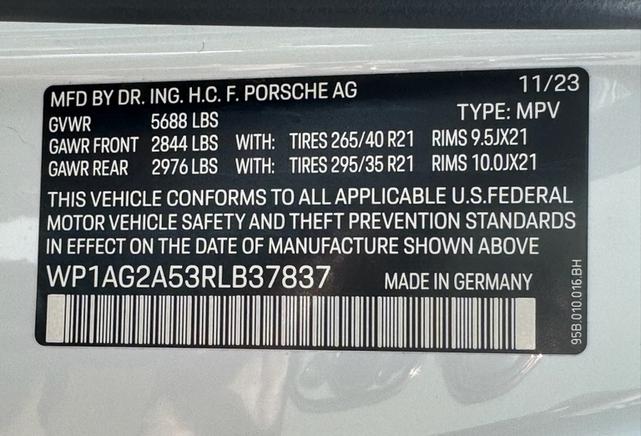 MFD BY DR. ING. H.C. F. PORSCHE AG 11/23
GVWR 5688 LBS TYPE: MPV
GAWR FRONT 2844 LBS WITH: TIRES 265/40 R21 RIMS 9.5JX21
GAWR REAR 2976 LBS WITH: TIRES 295/35 R21 RIMS 10.0JX21
THIS VEHICLE CONFORMS TO ALL APPLICABLE U.S.FEDERAL
MOTOR VEHICLE SAFETY AND THEFT PREVENTION STANDARDS
IN EFFECT ON THE DATE OF MANUFACTURE SHOWN ABOVE
WP1AG2A53RLB37837 MADE IN GERMANY
95B.010.016.BH